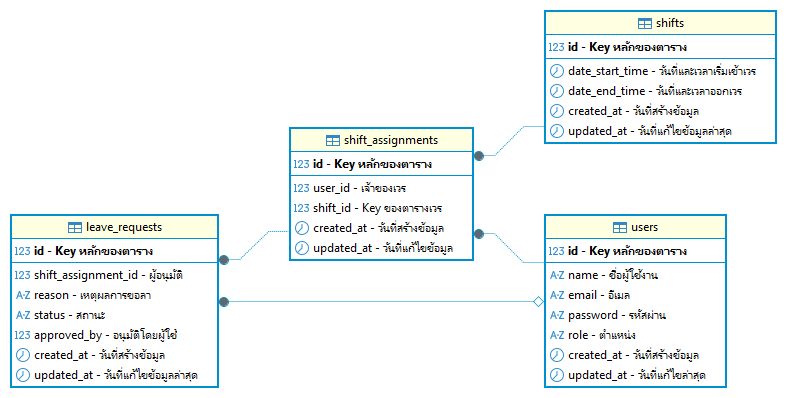 shifts
123 id - Key หลักของตาราง
date_start_time - วันที่และเวลาเริ่มเข้าเวร
date_end_time - วันที่และเวลาออกเวร
created_at - วันที่สร้างข้อมูล
updated_at - วันที่แก้ไขข้อมูลล่าสุด
shift_assignments
123 id - Key หลักของตาราง
123 user_id - เจ้าของเวร
123 shift_id - Key ของตารางเวร
created_at - วันที่สร้างข้อมูล
updated_at - วันที่แก้ไขข้อมูล
leave_requests
123 id - Key หลักของตาราง
123 shift_assignment_id - ผู้อนุมัติ
A-Z reason - เหตุผลการขอลา
A-Z status - สถานะ
123 approved_by - อนุมัติโดยผู้ใช้
created_at - วันที่สร้างข้อมูล
updated_at - วันที่แก้ไขข้อมูลล่าสุด
users
123 id - Key หลักของตาราง
A-Z name - ชื่อผู้ใช้งาน
A-Z email - อีเมล
A-Z password - รหัสผ่าน
A-Z role - ตำแหน่ง
created_at - วันที่สร้างข้อมูล
updated_at - วันที่แก้ไขล่าสุด